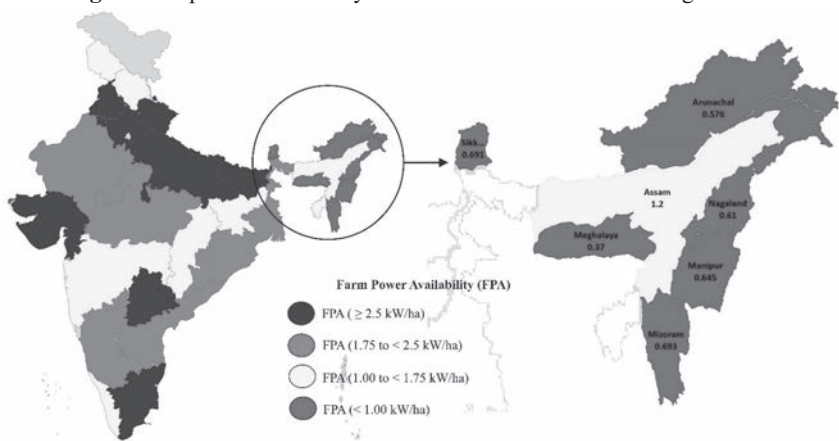 Arunachal
0.576
Sikk...
0.691
Assam
1.2
Nagaland
0.61
Meghalaya
0.37
Manipur
0.645
Mizoram
0.693
Farm Power Availability (FPA)
FPA (≥ 2.5 kW/ha)
FPA (1.75 to < 2.5 kW/ha)
FPA (1.00 to < 1.75 kW/ha)
FPA (< 1.00 kW/ha)